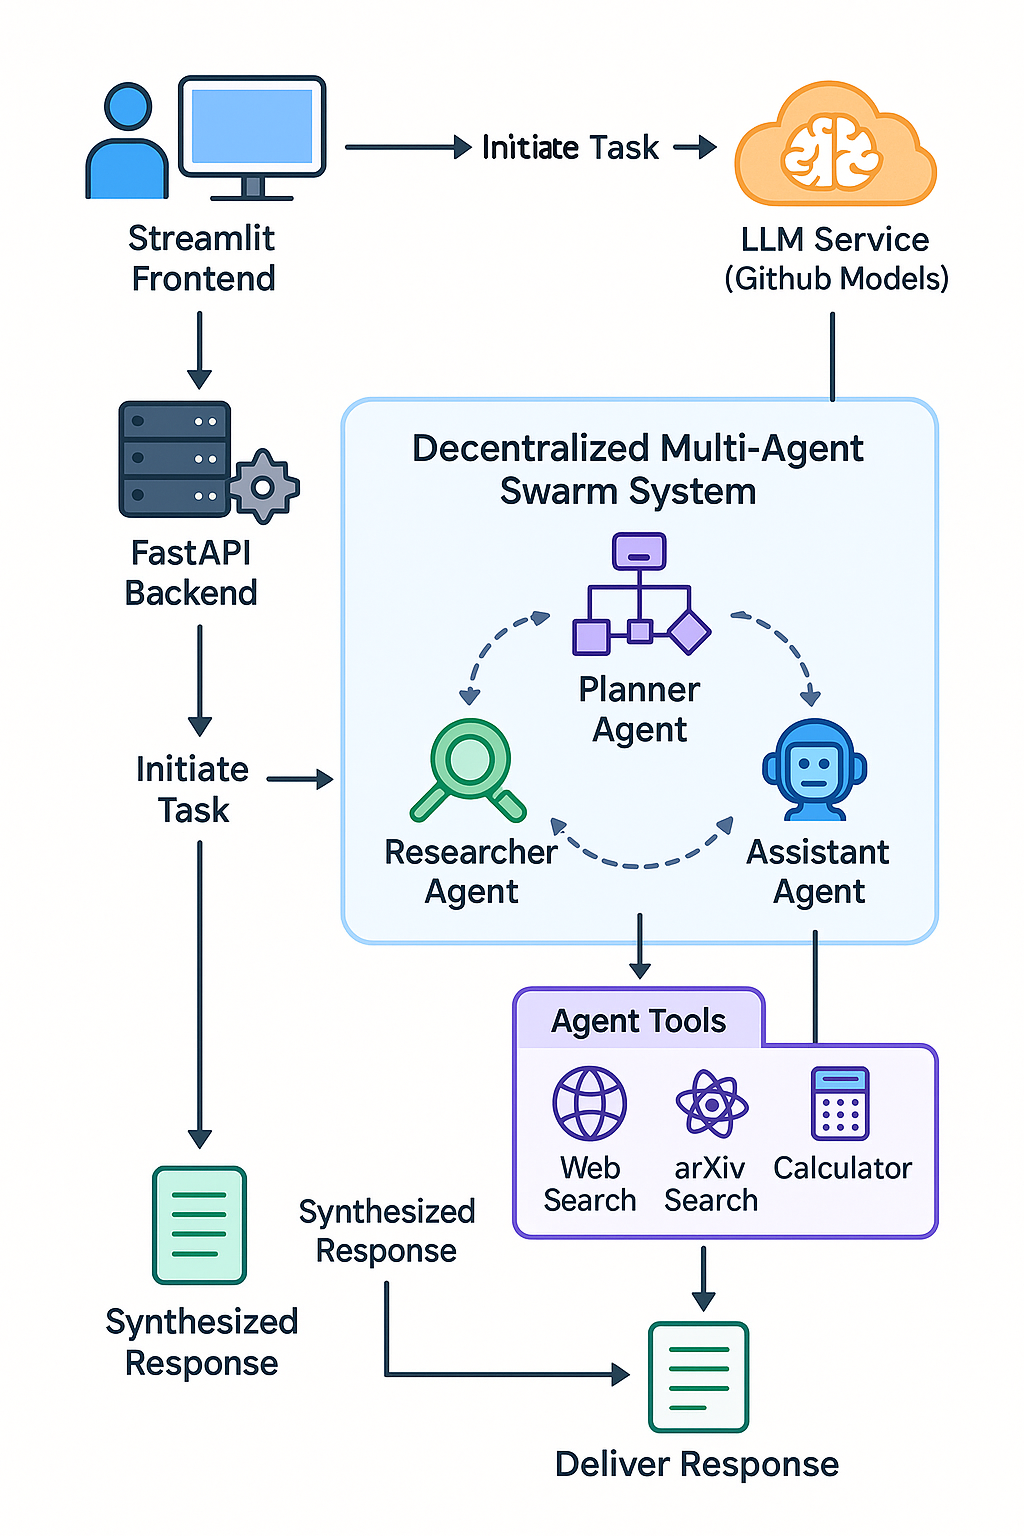 Initiate Task
Streamlit
Frontend
LLM Service
(Github Models)
Decentralized Multi-Agent
Swarm System
FastAPI
Backend
Planner
Agent
Initiate
Task
Researcher
Agent
Assistant
Agent
Agent Tools
Web
Search
arXiv
Search
Calculator
Synthesized
Response
Synthesized
Response
Deliver Response